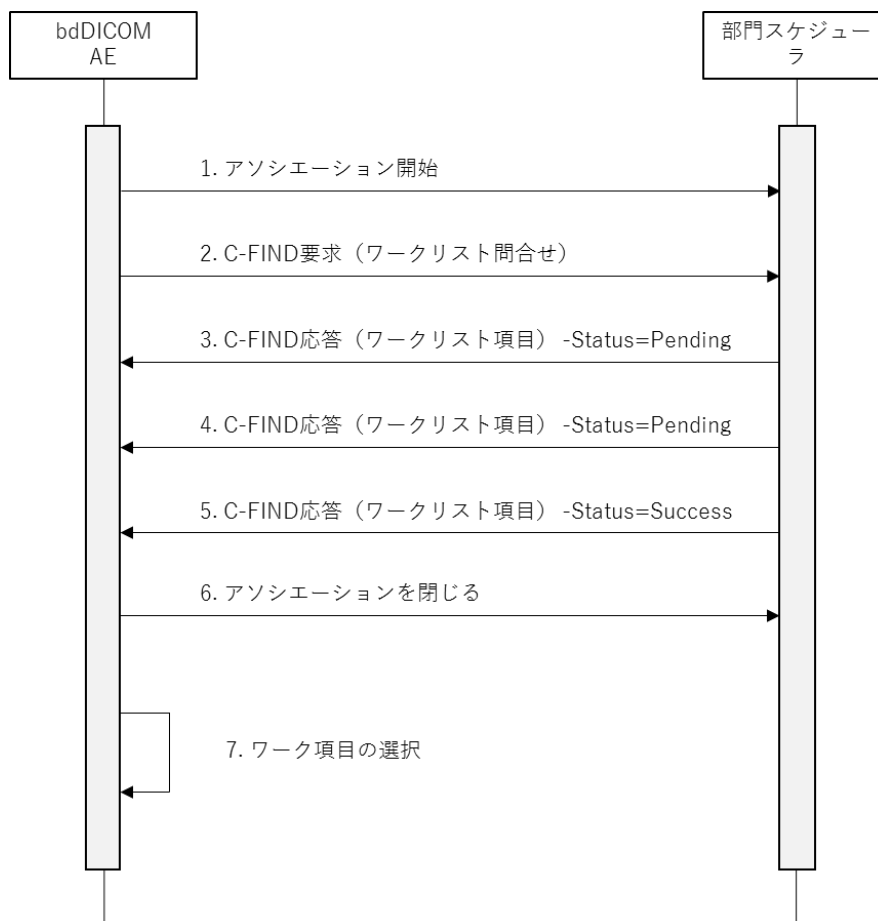 bdDICOM
AE
部門スケジュー
ラ
1. アソシエーション開始
2. C-FIND要求（ワークリスト問合せ）
3. C-FIND応答（ワークリスト項目） -Status=Pending
4. C-FIND応答（ワークリスト項目） -Status=Pending
5. C-FIND応答（ワークリスト項目） -Status=Success
6. アソシエーションを閉じる
7. ワーク項目の選択